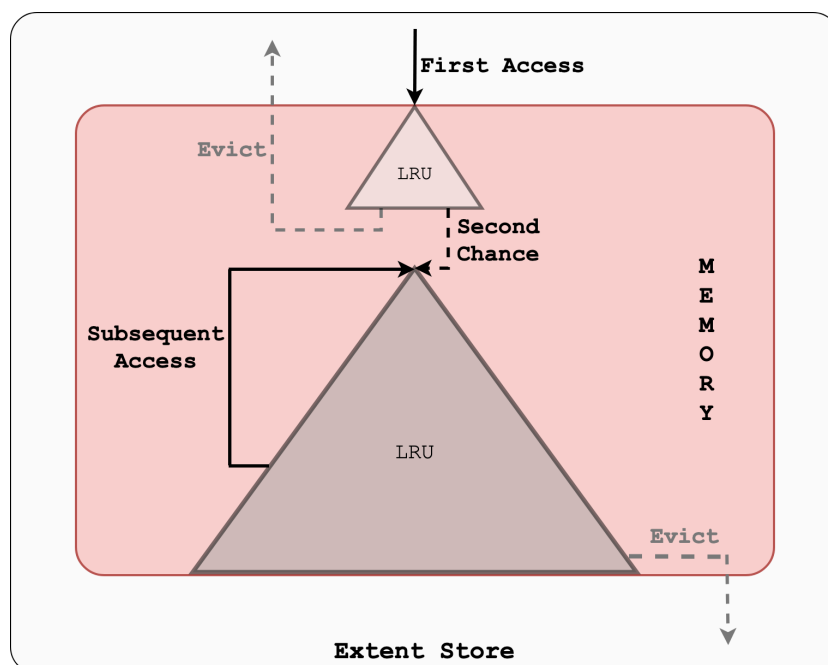 First Access
Evict
LRU
Second
Chance
M
E
M
O
R
Y
Subsequent
Access
LRU
Evict
Extent Store